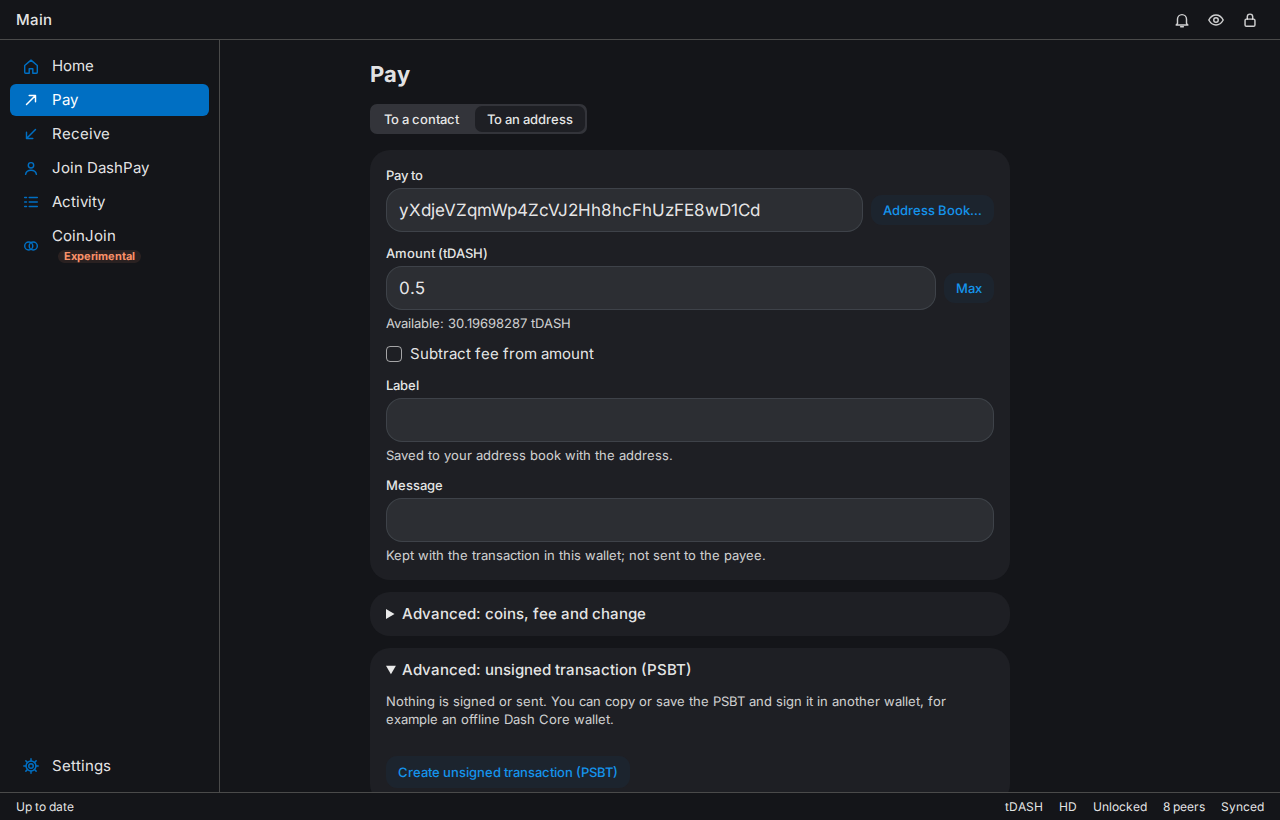 Main
Home
Pay
Receive
Join DashPay
Activity
CoinJoin
Experimental
Settings
Pay
To a contact
To an address
Pay to
yXdjeVZqmWp4ZcVJ2Hh8hcFhUzFE8wD1Cd
Address Book...
Amount (tDASH)
0.5
Max
Available: 30.19698287 tDASH
Subtract fee from amount
Label
Saved to your address book with the address.
Message
Kept with the transaction in this wallet; not sent to the payee.
Advanced: coins, fee and change
Advanced: unsigned transaction (PSBT)
Nothing is signed or sent. You can copy or save the PSBT and sign it in another wallet, for
example an offline Dash Core wallet.
Create unsigned transaction (PSBT)
Up to date
tDASH
HD
Unlocked
8 peers
Synced